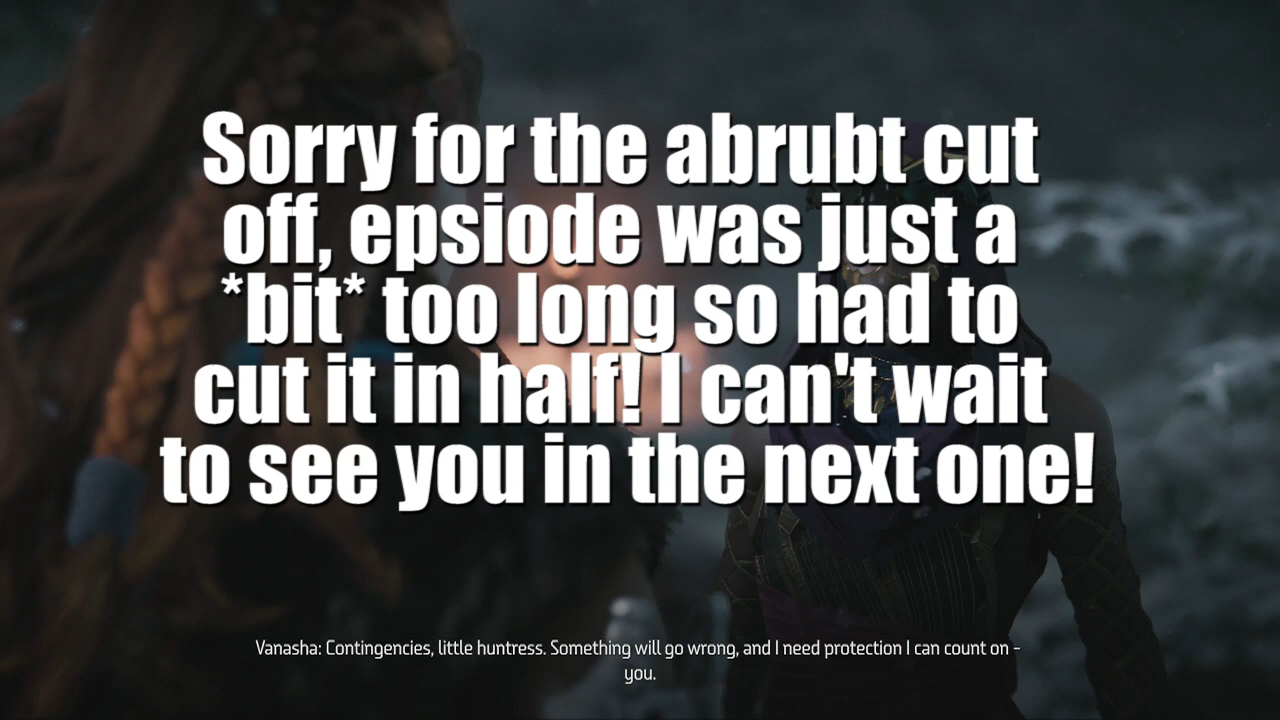 Sorry for the abrubt cut
off, epsiode was just a
*bit* too long so had to
cut it in half! I can't wait
to see you in the next one!
Vanasha: Contingencies, little huntress. Something will go wrong, and I need protection I can count on -
you.